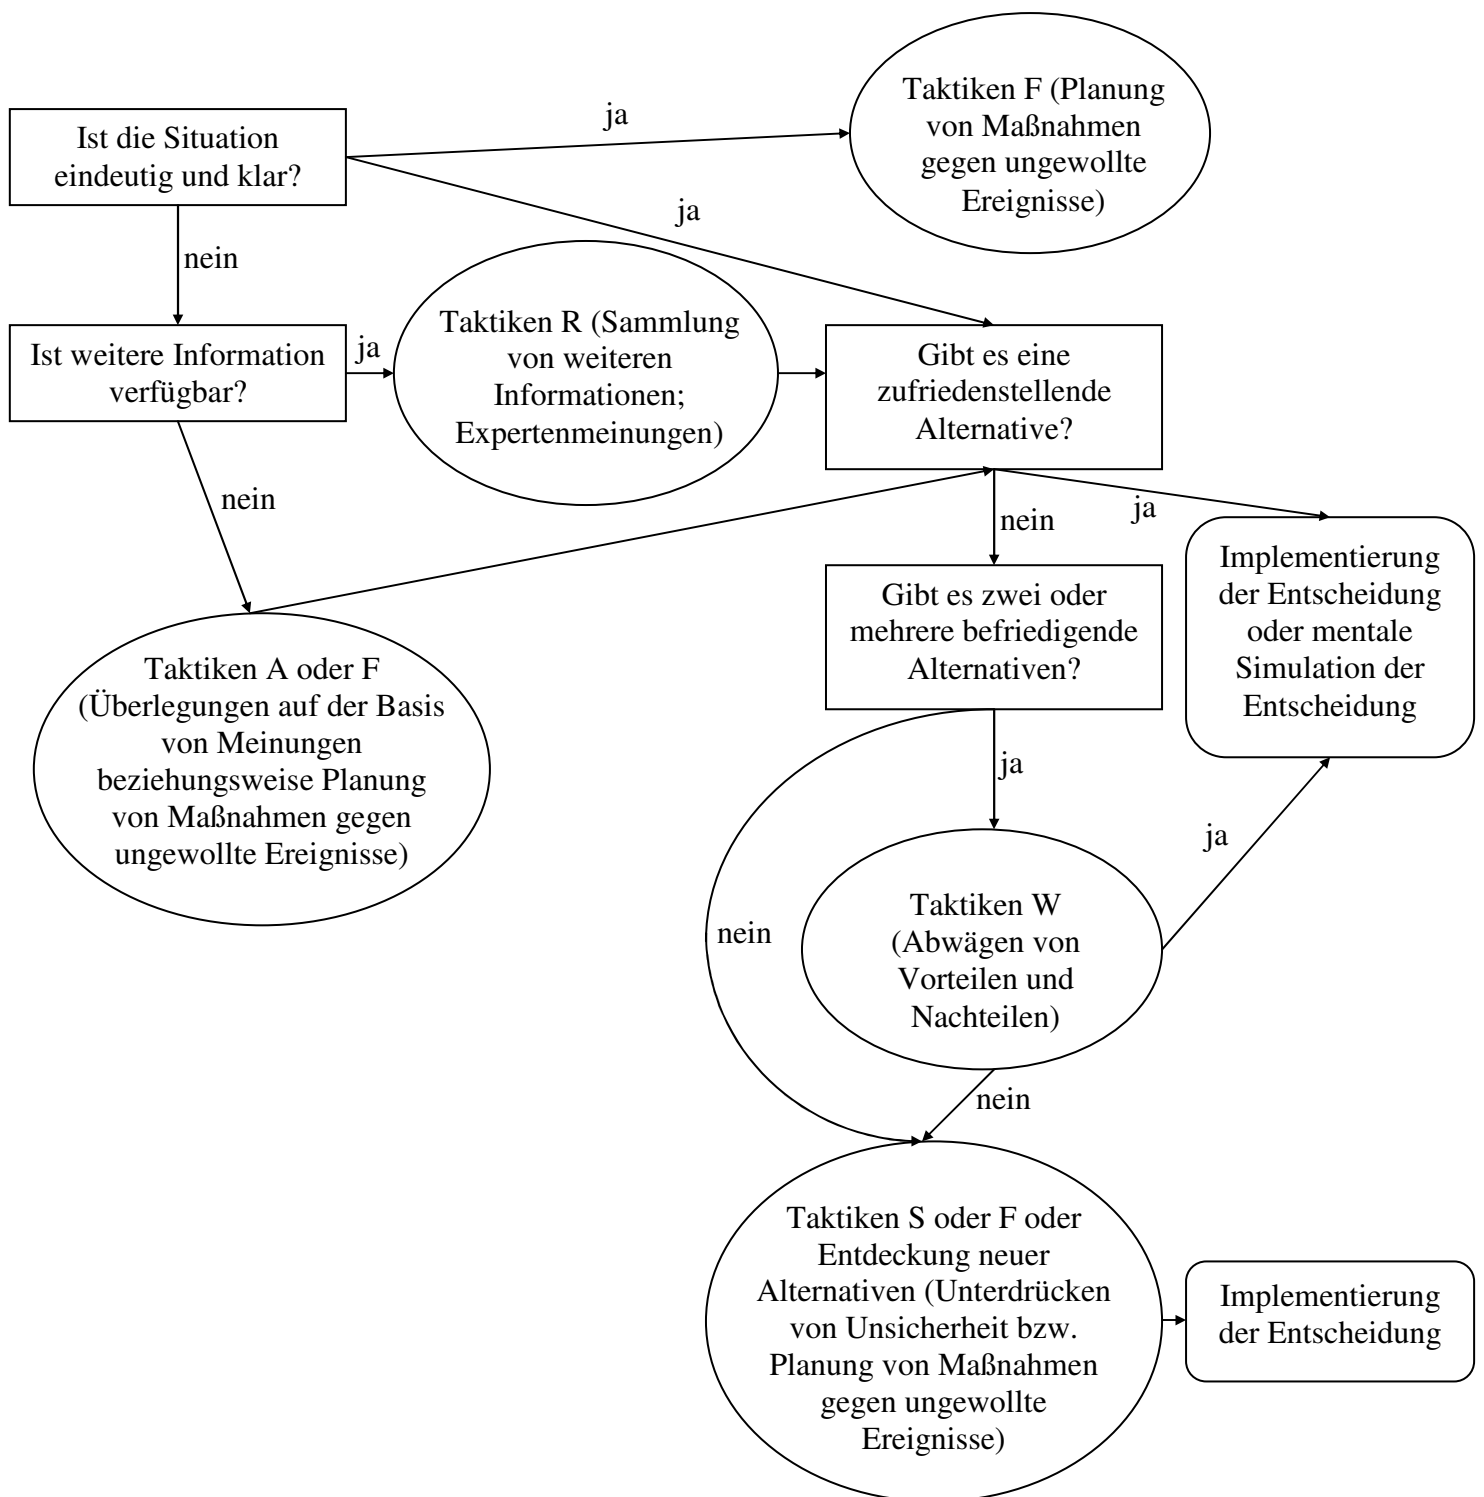 Taktiken F (Planung
von Maßnahmen
gegen ungewollte
Ereignisse)
ja
Ist die Situation
eindeutig und klar?
ja
nein
Taktiken R (Sammlung
von weiteren
Informationen;
Expertenmeinungen)
Ist weitere Information
verfügbar?
ja
Gibt es eine
zufriedenstellende
Alternative?
nein
nein
ja
Implementierung
der Entscheidung
oder mentale
Simulation der
Entscheidung
Gibt es zwei oder
mehrere befriedigende
Alternativen?
Taktiken A oder F
(Überlegungen auf der Basis
von Meinungen
beziehungsweise Planung
von Maßnahmen gegen
ungewollte Ereignisse)
ja
ja
nein
Taktiken W
(Abwägen von
Vorteilen und
Nachteilen)
nein
Taktiken S oder F oder
Entdeckung neuer
Alternativen (Unterdrücken
von Unsicherheit bzw.
Planung von Maßnahmen
gegen ungewollte
Ereignisse)
Implementierung
der Entscheidung